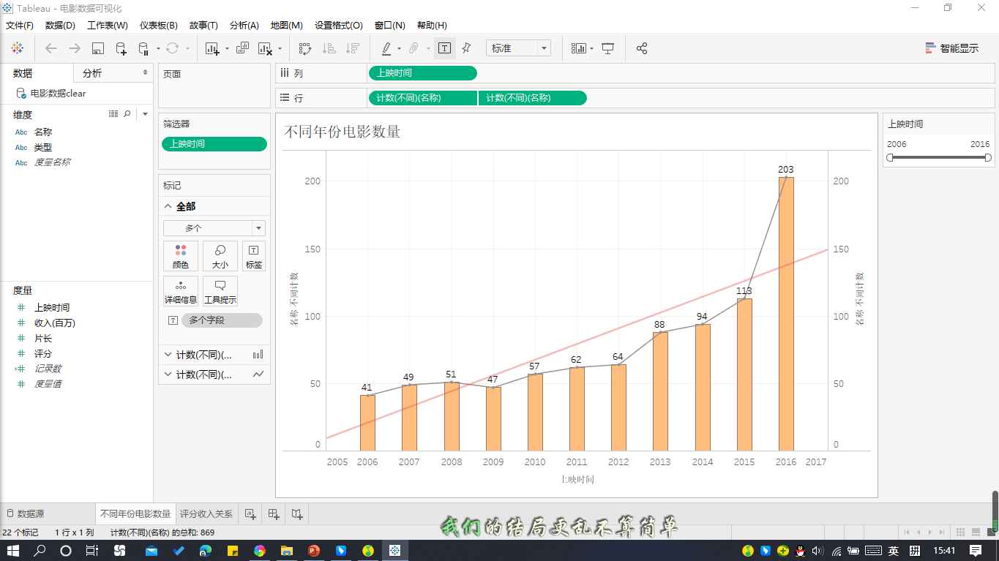 Tableau - 电影数据可视化
文件(F) 数据(D) 工作表(W) 仪表板(B) 故事(T) 分析(A) 地图(M) 设置格式(O) 窗口(N) 帮助(H)
标准
智能显示
数据 分析
电影数据clear
维度
Abc 名称
Abc 类型
Abc 度量名称
度量
上映时间
收入(百万)
片长
评分
记录数
度量值
页面
筛选器
上映时间
标记
全部
多个
颜色 大小 标签
详细信息 工具提示
多个字段
计数(不同)(...
计数(不同)(...
列 上映时间
行 计数(不同)(名称) 计数(不同)(名称)
不同年份电影数量
名称 不同计数
200
150
100
50
0
41 49 51 47 57 62 64 88 94 113 203
200
150
100
50
0
名称 不同计数
2005 2006 2007 2008 2009 2010 2011 2012 2013 2014 2015 2016 2017
上映时间
上映时间
2006 2016
数据源 不同年份电影数量 评分收入关系
22 个标记 1 行 x 1 列 计数(不同)(名称) 的总和: 869
我们的结局更乱不算简单
英 拼 15:41